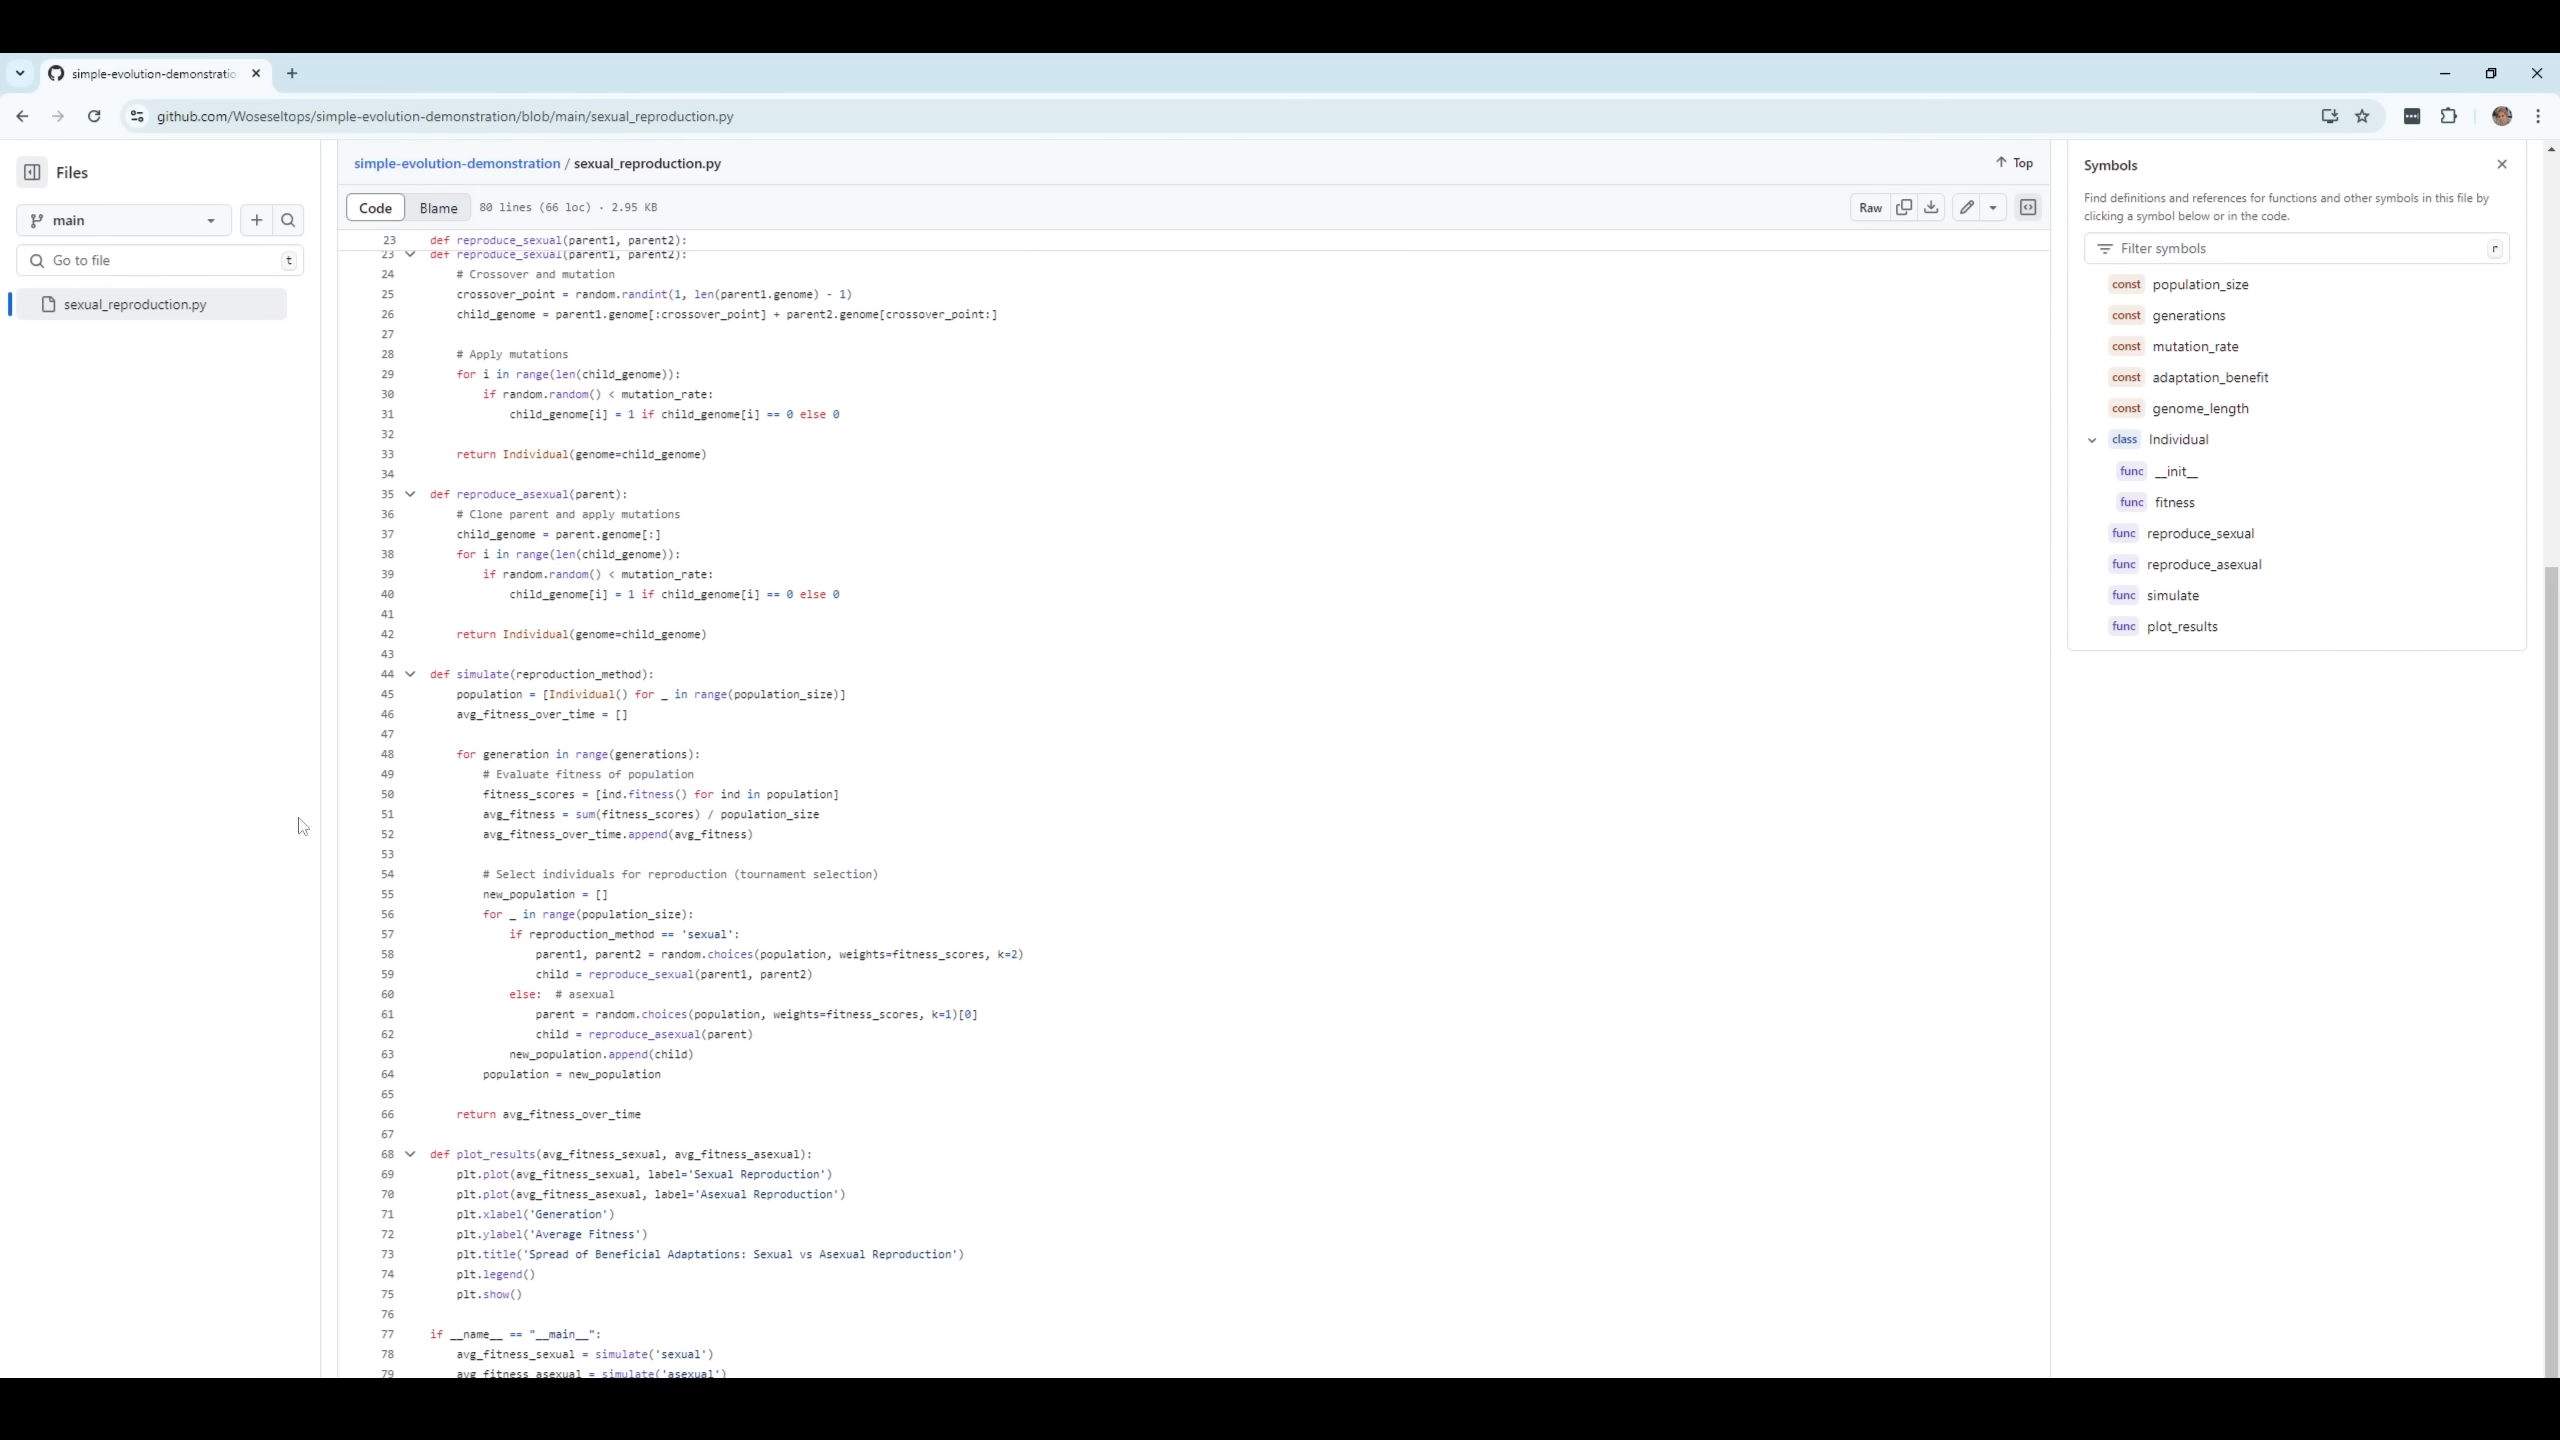 simple-evolution-demonstratio
github.com/Woseseltops/simple-evolution-demonstration/blob/main/sexual_reproduction.py
Files
main
Go to file
t
sexual_reproduction.py
simple-evolution-demonstration / sexual_reproduction.py
Top
Code
Blame
80 lines (66 loc) · 2.95 KB
Raw
23 def reproduce_sexual(parent1, parent2):
23 def reproduce_sexual(parent1, parent2):
24 # Crossover and mutation
25 crossover_point = random.randint(1, len(parent1.genome) - 1)
26 child_genome = parent1.genome[:crossover_point] + parent2.genome[crossover_point:]
27
28 # Apply mutations
29 for i in range(len(child_genome)):
30 if random.random() < mutation_rate:
31 child_genome[i] = 1 if child_genome[i] == 0 else 0
32
33 return Individual(genome=child_genome)
34
35 def reproduce_asexual(parent):
36 # Clone parent and apply mutations
37 child_genome = parent.genome[:]
38 for i in range(len(child_genome)):
39 if random.random() < mutation_rate:
40 child_genome[i] = 1 if child_genome[i] == 0 else 0
41
42 return Individual(genome=child_genome)
43
44 def simulate(reproduction_method):
45 population = [Individual() for _ in range(population_size)]
46 avg_fitness_over_time = []
47
48 for generation in range(generations):
49 # Evaluate fitness of population
50 fitness_scores = [ind.fitness() for ind in population]
51 avg_fitness = sum(fitness_scores) / population_size
52 avg_fitness_over_time.append(avg_fitness)
53
54 # Select individuals for reproduction (tournament selection)
55 new_population = []
56 for _ in range(population_size):
57 if reproduction_method == 'sexual':
58 parent1, parent2 = random.choices(population, weights=fitness_scores, k=2)
59 child = reproduce_sexual(parent1, parent2)
60 else: # asexual
61 parent = random.choices(population, weights=fitness_scores, k=1)[0]
62 child = reproduce_asexual(parent)
63 new_population.append(child)
64 population = new_population
65
66 return avg_fitness_over_time
67
68 def plot_results(avg_fitness_sexual, avg_fitness_asexual):
69 plt.plot(avg_fitness_sexual, label='Sexual Reproduction')
70 plt.plot(avg_fitness_asexual, label='Asexual Reproduction')
71 plt.xlabel('Generation')
72 plt.ylabel('Average Fitness')
73 plt.title('Spread of Beneficial Adaptations: Sexual vs Asexual Reproduction')
74 plt.legend()
75 plt.show()
76
77 if __name__ == "__main__":
78 avg_fitness_sexual = simulate('sexual')
79 avg_fitness_asexual = simulate('asexual')
Symbols
Find definitions and references for functions and other symbols in this file by
clicking a symbol below or in the code.
Filter symbols
r
const population_size
const generations
const mutation_rate
const adaptation_benefit
const genome_length
class Individual
func __init__
func fitness
func reproduce_sexual
func reproduce_asexual
func simulate
func plot_results